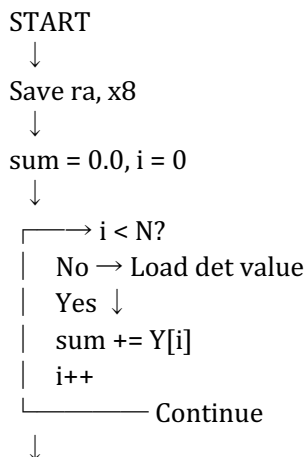 START
↓
Save ra, x8
↓
sum = 0.0, i = 0
↓
┌──→ i < N?
│ No → Load det value
│ Yes ↓
│ sum += Y[i]
│ i++
└────── Continue
↓